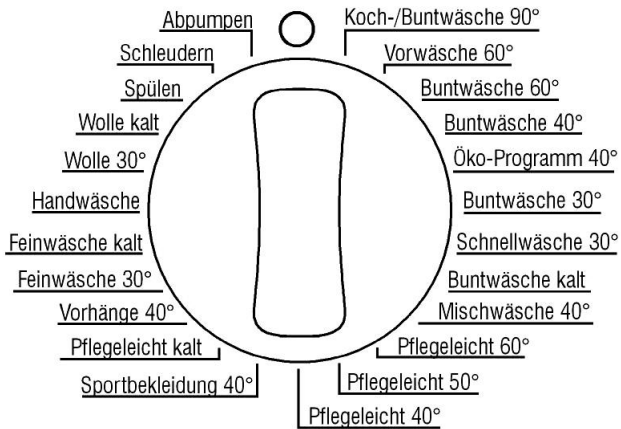 Abpumpen
Koch-/Buntwäsche 90°
Schleudern
Vorwäsche 60°
Spülen
Buntwäsche 60°
Wolle kalt
Buntwäsche 40°
Wolle 30°
Öko-Programm 40°
Handwäsche
Buntwäsche 30°
Feinwäsche kalt
Schnellwäsche 30°
Feinwäsche 30°
Buntwäsche kalt
Vorhänge 40°
Mischwäsche 40°
Pflegeleicht kalt
Pflegeleicht 60°
Sportbekleidung 40°
Pflegeleicht 50°
Pflegeleicht 40°